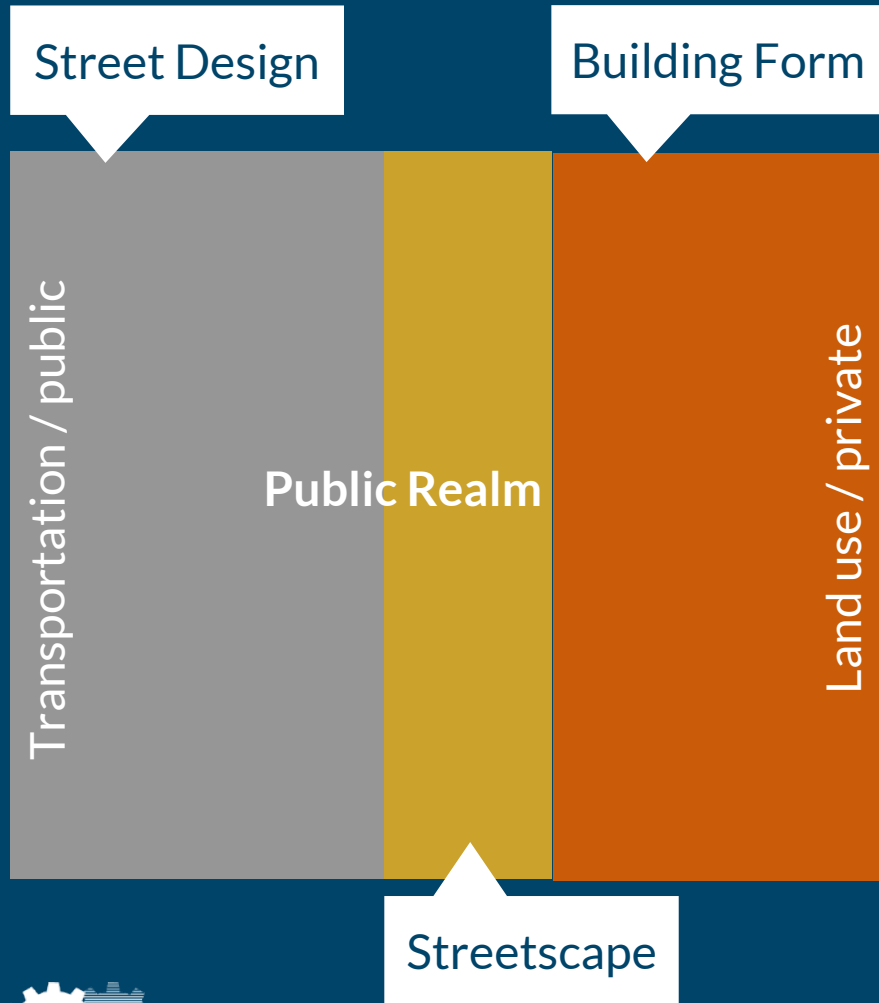 Street Design
Building Form
Transportation / public
Public Realm
Land use / private
Streetscape